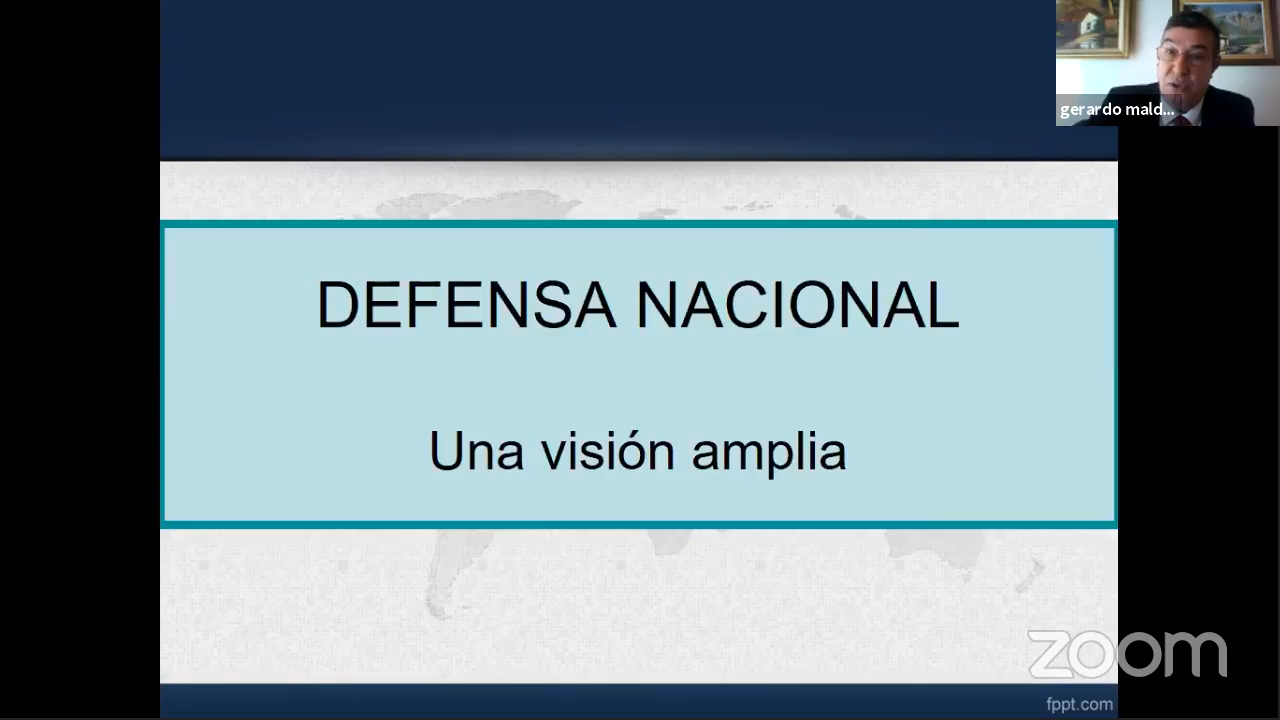 gerardo mald...
DEFENSA NACIONAL
Una visión amplia
zoom
fppt.com